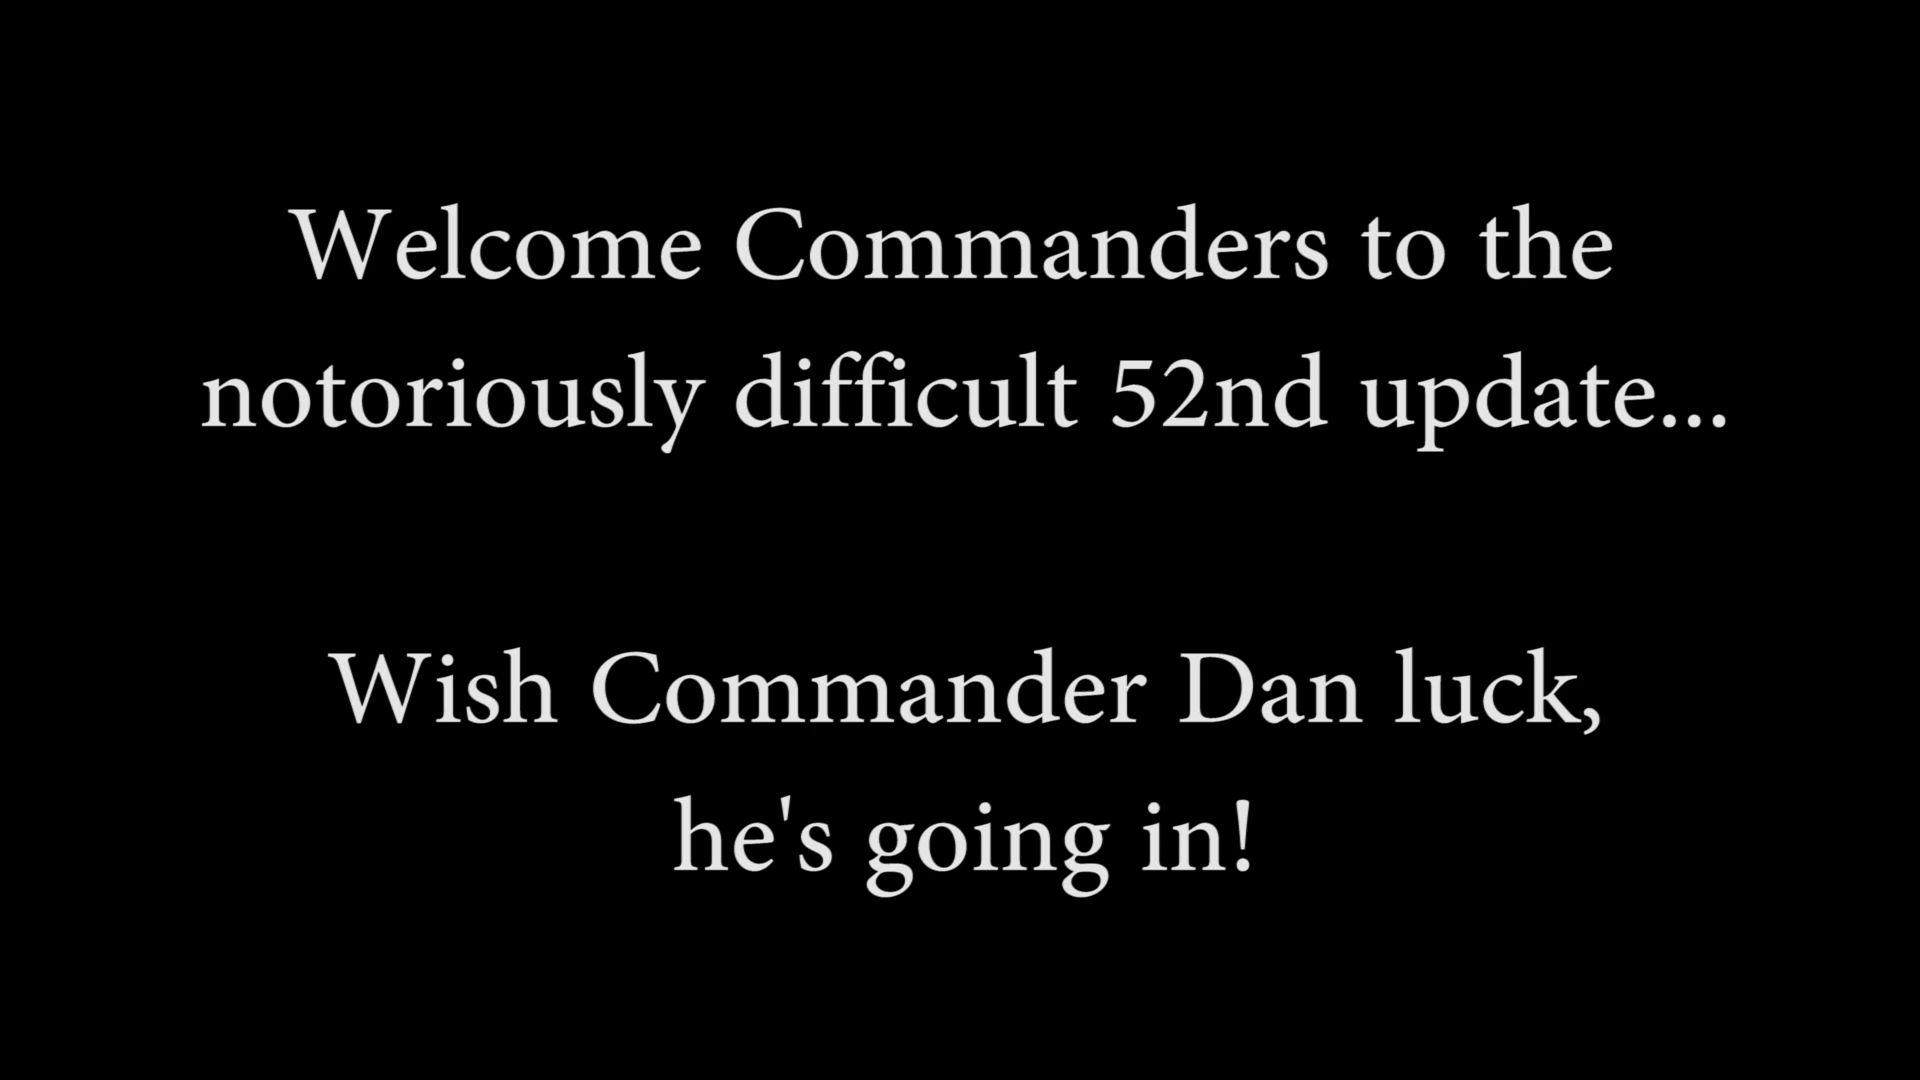 Welcome Commanders to the
notoriously difficult 52nd update...
Wish Commander Dan luck,
he's going in!